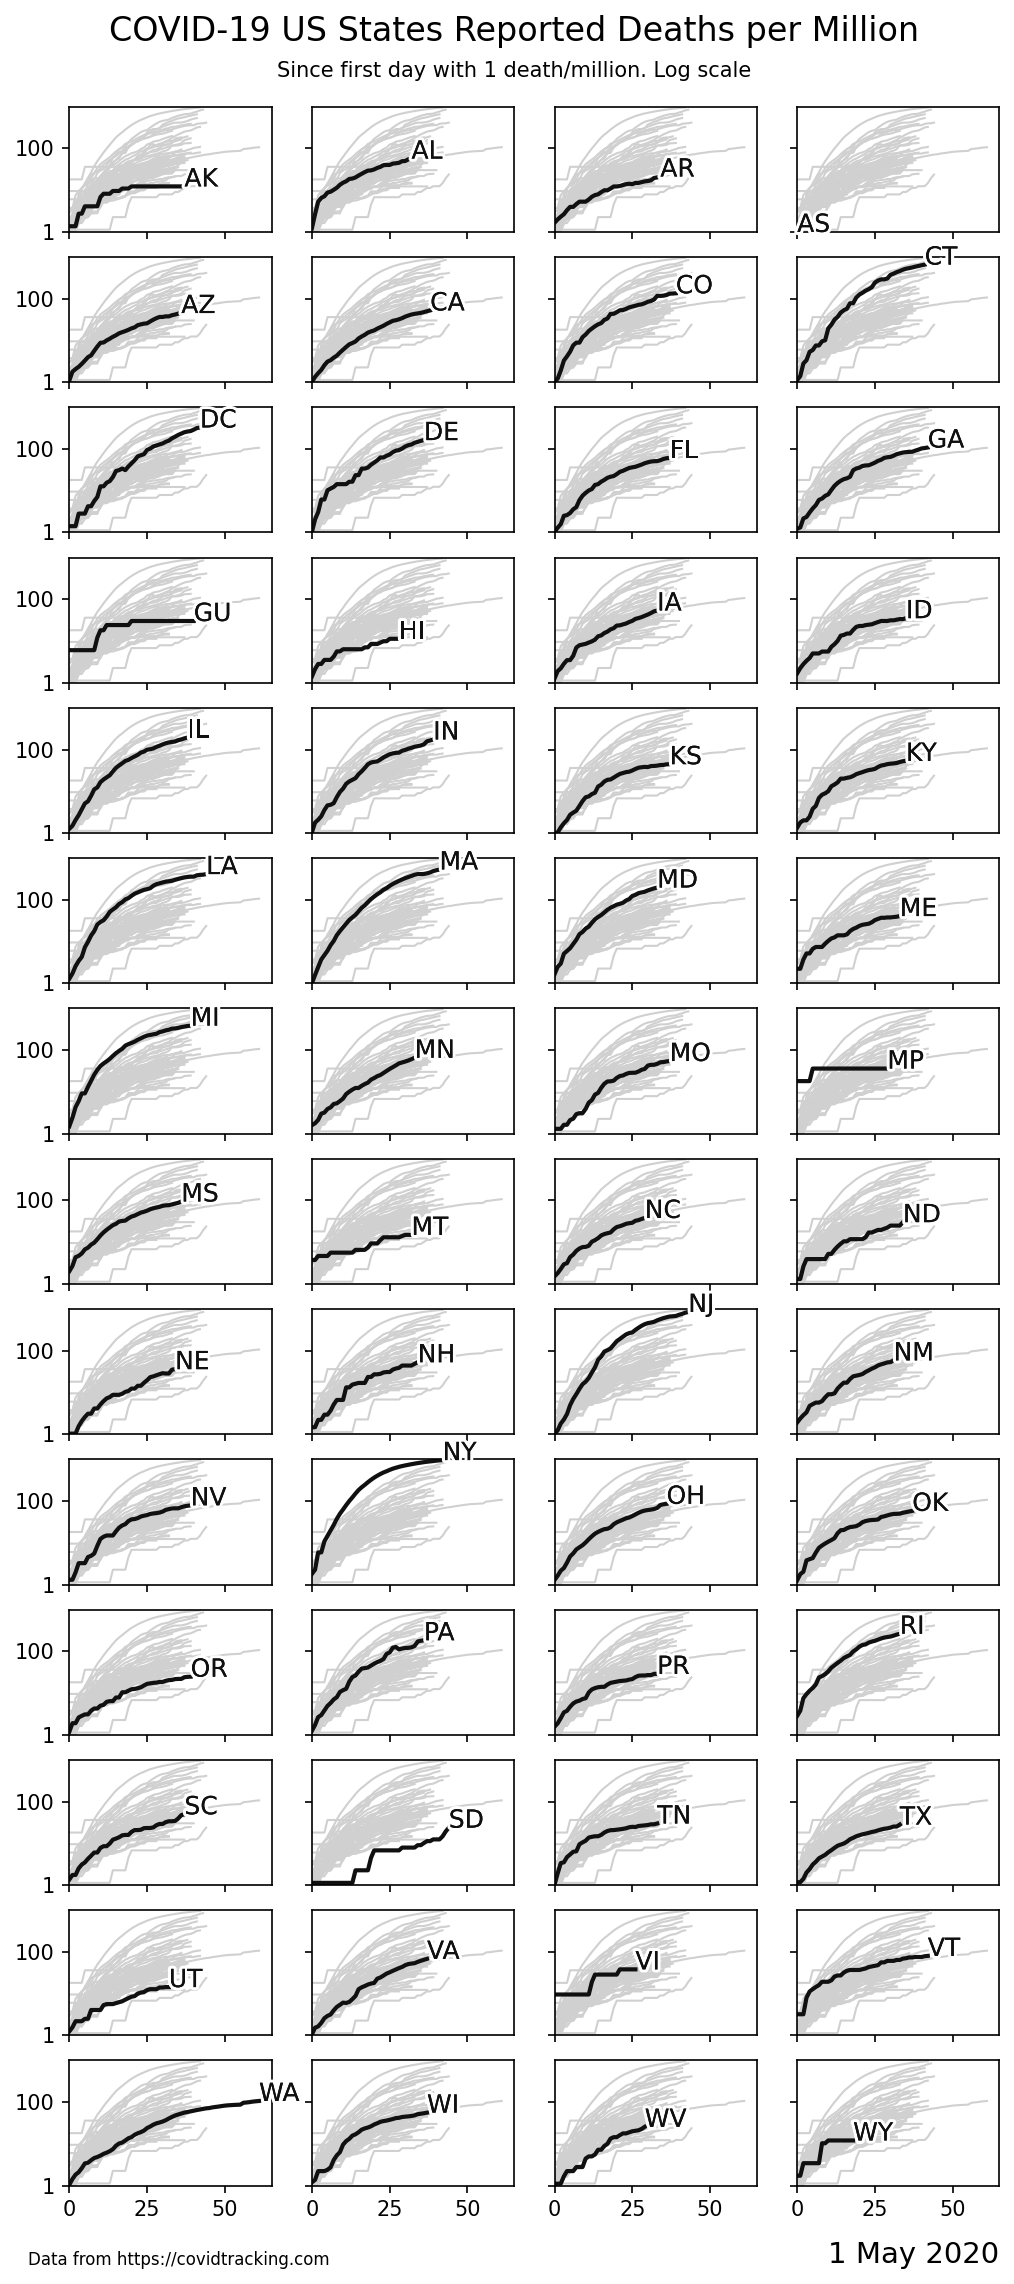 COVID-19 US States Reported Deaths per Million
Since first day with 1 death/million. Log scale
100
1
AK
AL
AR
AS
100
1
AZ
CA
CO
CT
100
1
DC
DE
FL
GA
100
1
GU
HI
IA
ID
100
1
IL
IN
KS
KY
100
1
LA
MA
MD
ME
100
1
MI
MN
MO
MP
100
1
MS
MT
NC
ND
100
1
NE
NH
NJ
NM
100
1
NV
NY
OH
OK
100
1
OR
PA
PR
RI
100
1
SC
SD
TN
TX
100
1
UT
VA
VI
VT
100
1
WA
WI
WV
WY
0 25 50
0 25 50
0 25 50
0 25 50
Data from https://covidtracking.com
1 May 2020